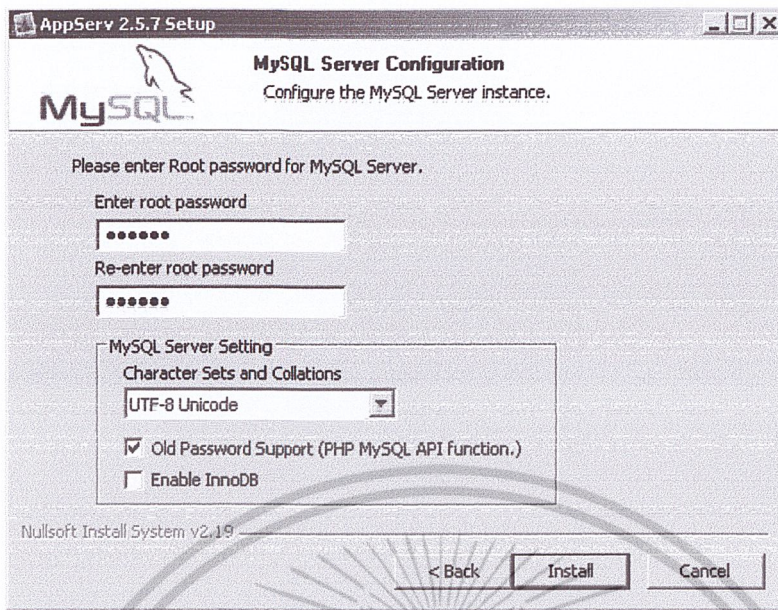 AppServ 2.5.7 Setup
MySQL
MySQL Server Configuration
Configure the MySQL Server instance.
Please enter Root password for MySQL Server.
Enter root password
●●●●●●
Re-enter root password
●●●●●●
MySQL Server Setting
Character Sets and Collations
UTF-8 Unicode
Old Password Support (PHP MySQL API function.)
Enable InnoDB
Nullsoft Install System v2.19
< Back Install Cancel